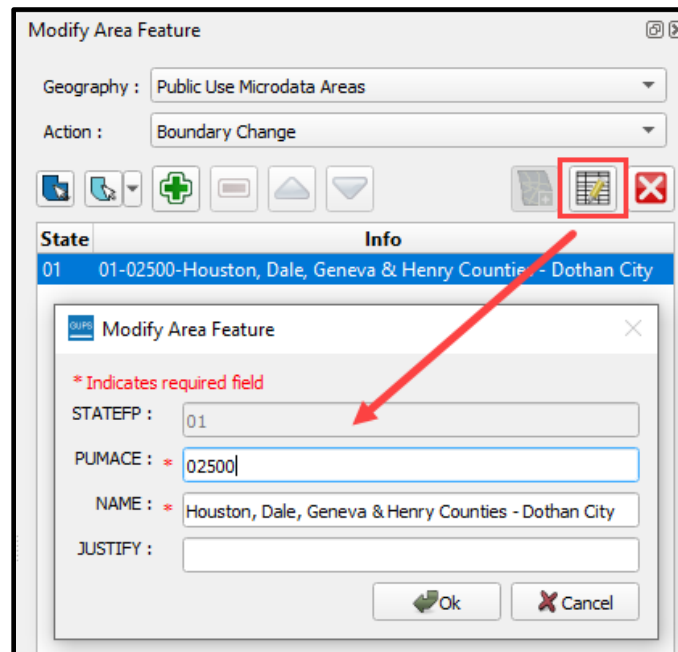 Modify Area Feature
Geography : Public Use Microdata Areas
Action : Boundary Change
State Info
01 01-02500-Houston, Dale, Geneva & Henry Counties - Dothan City
GUPS Modify Area Feature
* Indicates required field
STATEFP : 01
PUMACE : * 02500
NAME : * Houston, Dale, Geneva & Henry Counties - Dothan City
JUSTIFY :
Ok Cancel